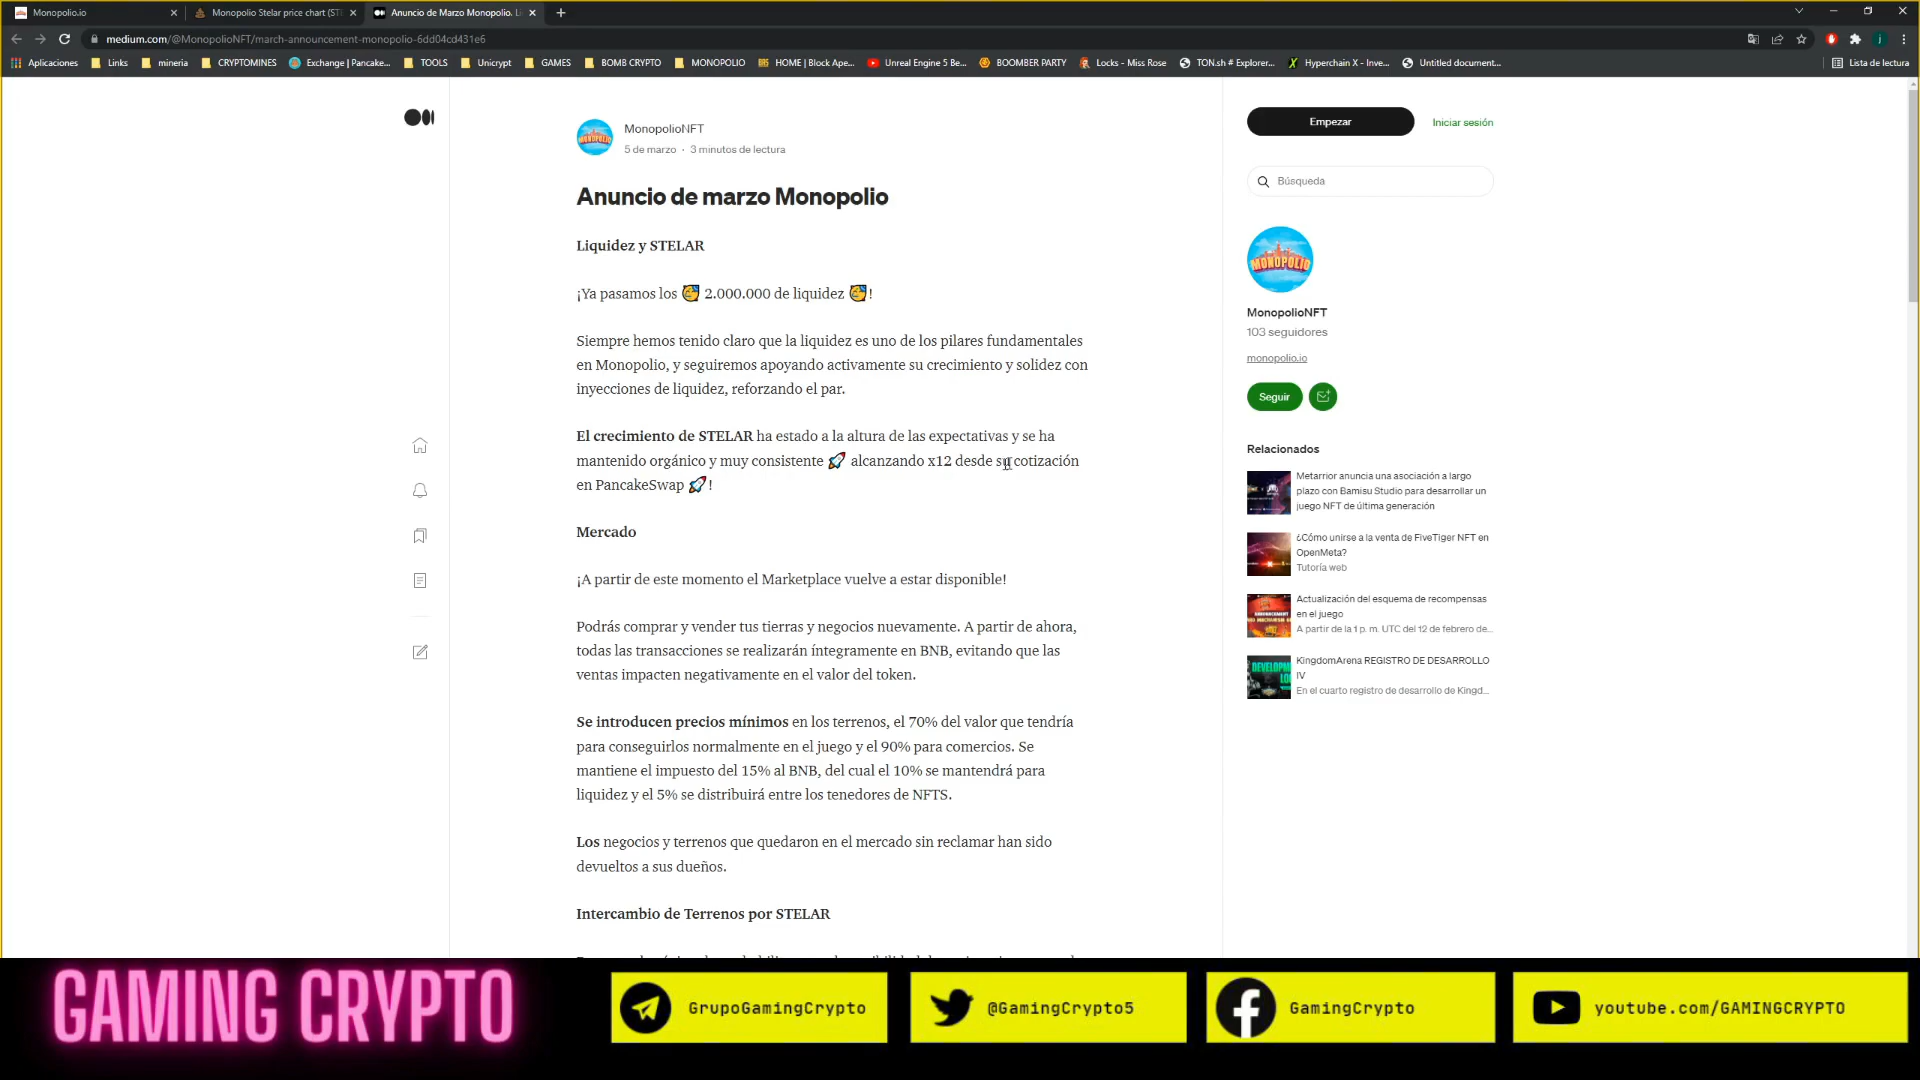 Monopolio.io
Monopolio Stelar price chart (STE
Anuncio de Marzo Monopolio. Li
medium.com/@MonopolioNFT/march-announcement-monopolio-6dd04cd431e6
Aplicaciones
Links
mineria
CRYPTOMINES
Exchange | Pancake...
TOOLS
Unicrypt
GAMES
BOMB CRYPTO
MONOPOLIO
HOME | Block Ape...
Unreal Engine 5 Be...
BOOMBER PARTY
Locks - Miss Rose
TON.sh # Explorer...
Hyperchain X - Inve...
Untitled document...
Lista de lectura
MonopolioNFT
5 de marzo · 3 minutos de lectura
Anuncio de marzo Monopolio
Liquidez y STELAR
¡Ya pasamos los 🥳 2.000.000 de liquidez 🥳!
Siempre hemos tenido claro que la liquidez es uno de los pilares fundamentales
en Monopolio, y seguiremos apoyando activamente su crecimiento y solidez con
inyecciones de liquidez, reforzando el par.
El crecimiento de STELAR ha estado a la altura de las expectativas y se ha
mantenido orgánico y muy consistente 🚀 alcanzando x12 desde su cotización
en PancakeSwap 🚀!
Mercado
¡A partir de este momento el Marketplace vuelve a estar disponible!
Podrás comprar y vender tus tierras y negocios nuevamente. A partir de ahora,
todas las transacciones se realizarán íntegramente en BNB, evitando que las
ventas impacten negativamente en el valor del token.
Se introducen precios mínimos en los terrenos, el 70% del valor que tendría
para conseguirlos normalmente en el juego y el 90% para comercios. Se
mantiene el impuesto del 15% al BNB, del cual el 10% se mantendrá para
liquidez y el 5% se distribuirá entre los tenedores de NFTS.
Los negocios y terrenos que quedaron en el mercado sin reclamar han sido
devueltos a sus dueños.
Intercambio de Terrenos por STELAR
Empezar
Iniciar sesión
Búsqueda
MONOPOLIO
MonopolioNFT
103 seguidores
monopolio.io
Seguir
Relacionados
Metarrior anuncia una asociación a largo
plazo con Bamisu Studio para desarrollar un
juego NFT de última generación
¿Cómo unirse a la venta de FiveTiger NFT en
OpenMeta?
Tutoría web
Actualización del esquema de recompensas
en el juego
A partir de la 1 p. m. UTC del 12 de febrero de...
KingdomArena REGISTRO DE DESARROLLO
IV
En el cuarto registro de desarrollo de Kingd...
GAMING CRYPTO
GrupoGamingCrypto
@GamingCrypto5
GamingCrypto
youtube.com/GAMINGCRYPTO